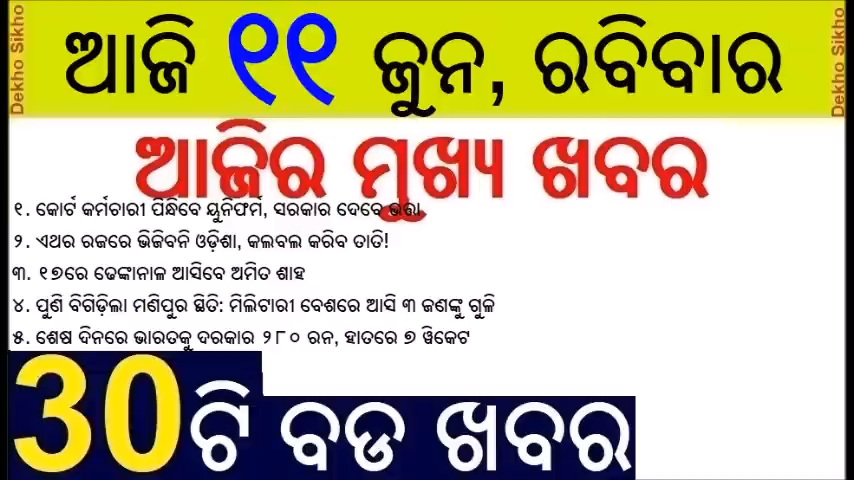 Dekho Sikho
Dekho Sikho
ଆଜି ୧୧ ଜୁନ, ରବିବାର
ଆଜିର ମୁଖ୍ୟ ଖବର
୧. କୋର୍ଟ କର୍ମଚାରୀ ପିନ୍ଧିବେ ୟୁନିଫର୍ମ, ସରକାର ଦେବେ ଭତ୍ତା
୨. ଏଥର ରଜରେ ଭିଜିବନି ଓଡ଼ିଶା, କଲବଲ କରିବ ତାତି!
୩. ୧୭ରେ ଢେଙ୍କାନାଳ ଆସିବେ ଅମିତ ଶାହ
୪. ପୁଣି ବିଗିଡ଼ିଲା ମଣିପୁର ସ୍ଥିତି: ମିଲିଟାରୀ ବେଶରେ ଆସି ୩ ଜଣଙ୍କୁ ଗୁଳି
୫. ଶେଷ ଦିନରେ ଭାରତକୁ ଦରକାର ୨୮୦ ରନ, ହାତରେ ୭ ୱିକେଟ
30ଟି ବଡ ଖବର